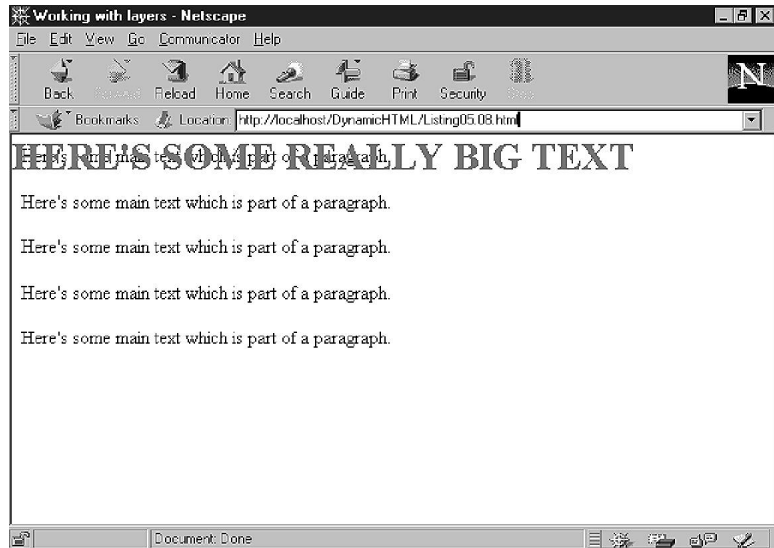 Working with layers - Netscape
File Edit View Go Communicator Help
Back Forward Reload Home Search Guide Print Security Stop
N
Bookmarks Location: http://localhost/DynamicHTML/Listing05.08.html
HERE'S SOME REALLY BIG TEXT
Here's some main text which is part of a paragraph.
Here's some main text which is part of a paragraph.
Here's some main text which is part of a paragraph.
Here's some main text which is part of a paragraph.
Here's some main text which is part of a paragraph.
Document: Done